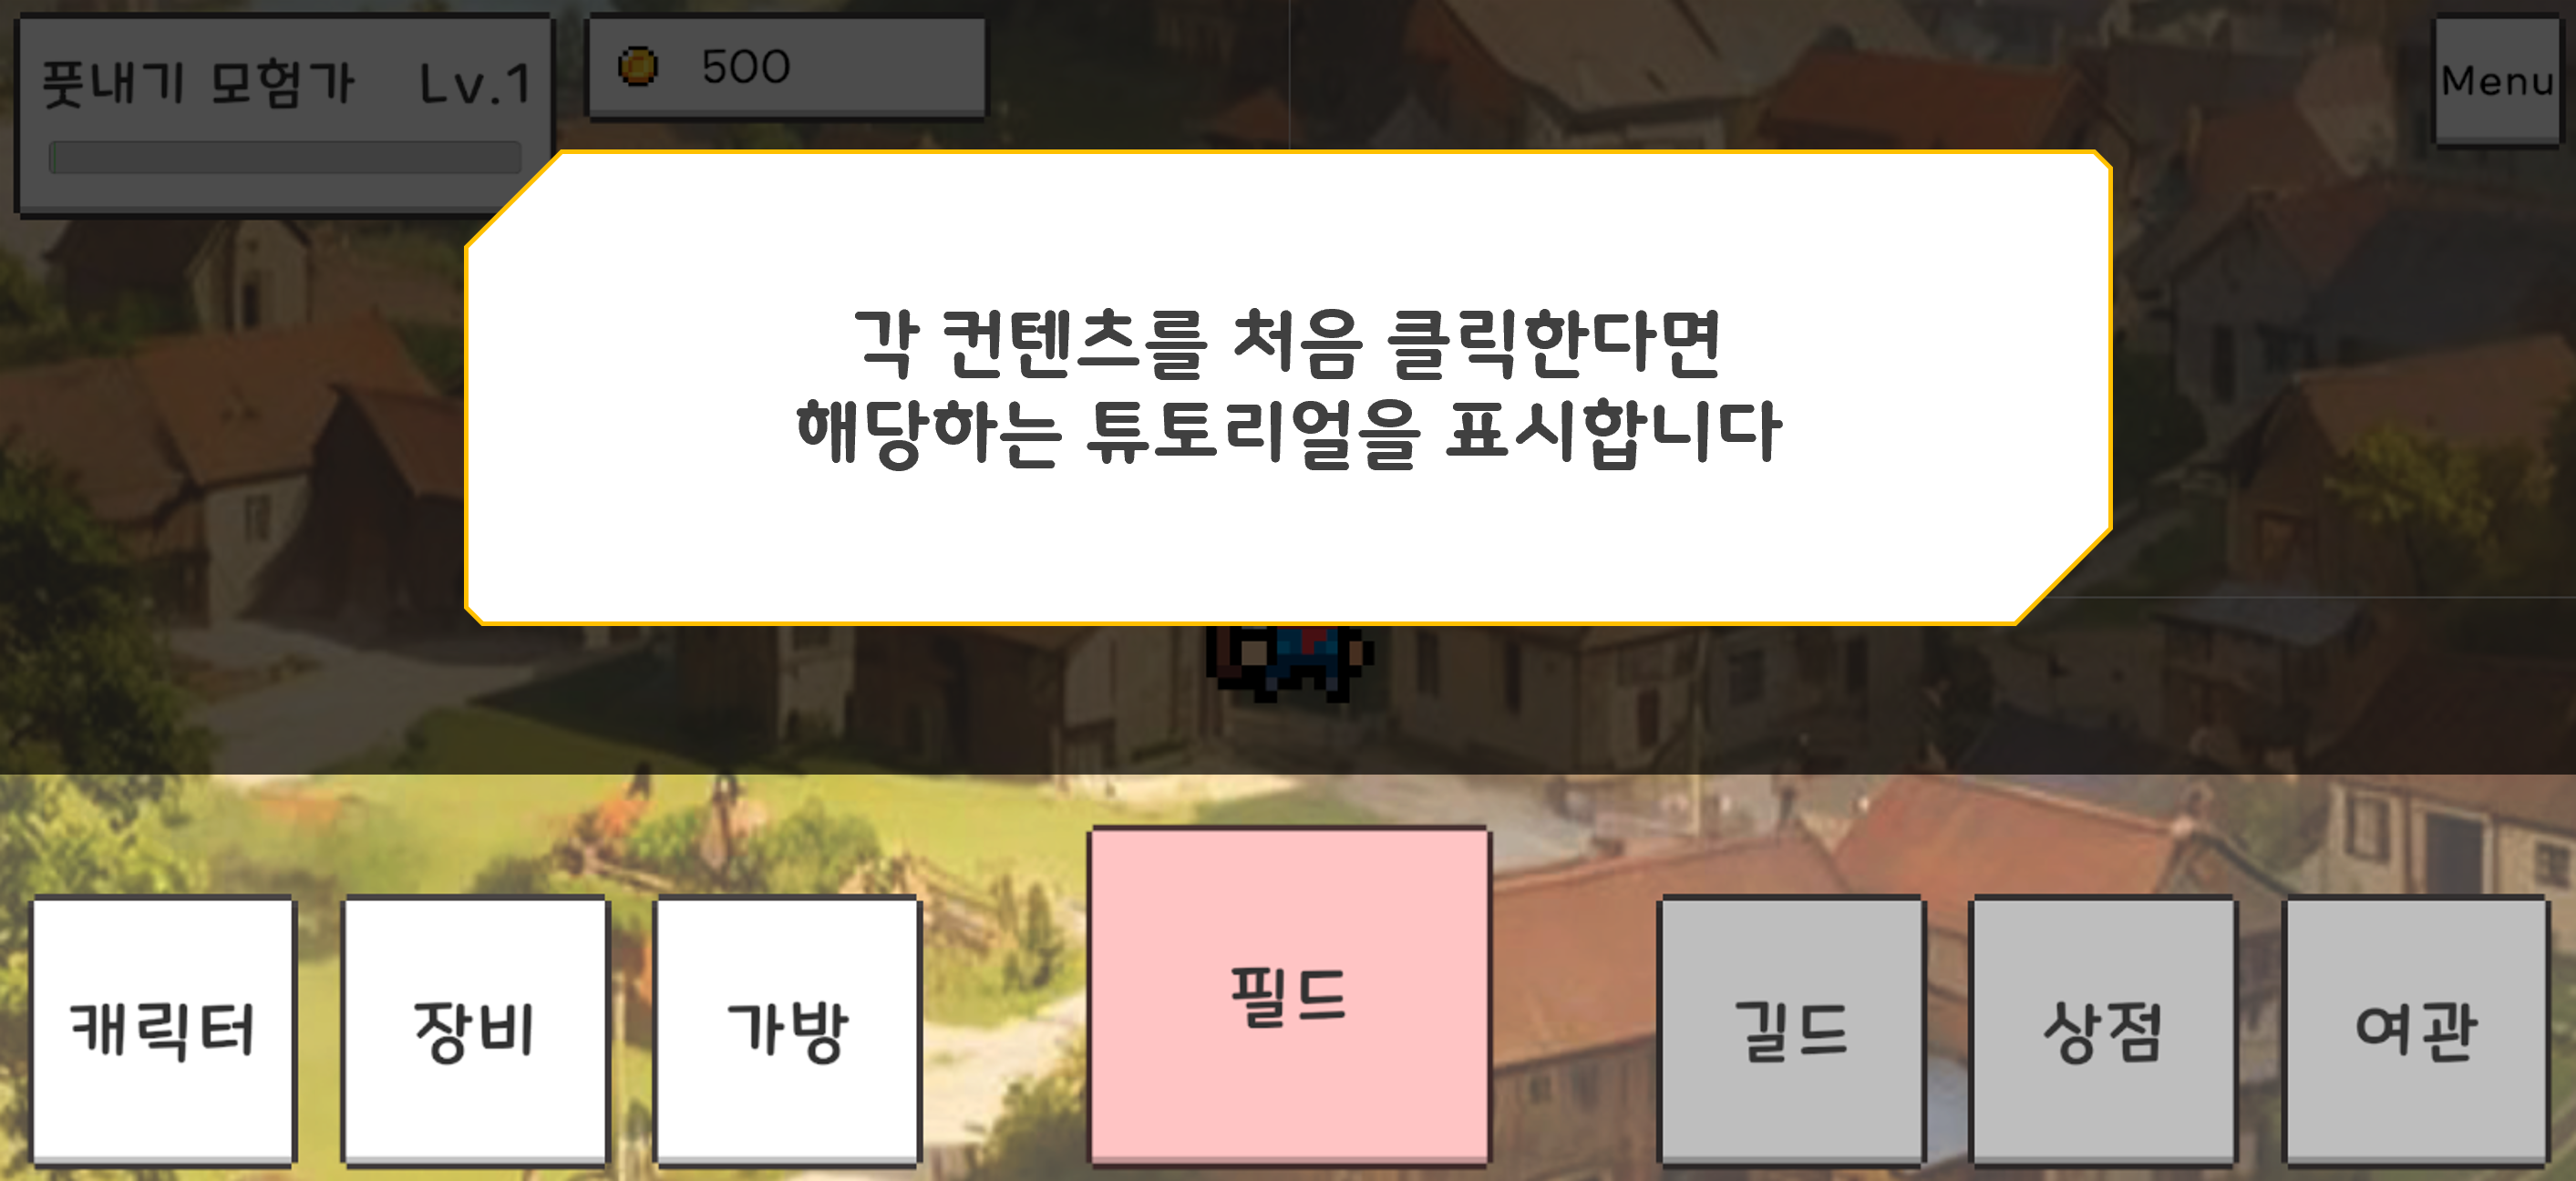 풋내기 모험가 Lv.1
500
Menu
각 컨텐츠를 처음 클릭한다면
해당하는 튜토리얼을 표시합니다
캐릭터
장비
가방
필드
길드
상점
여관